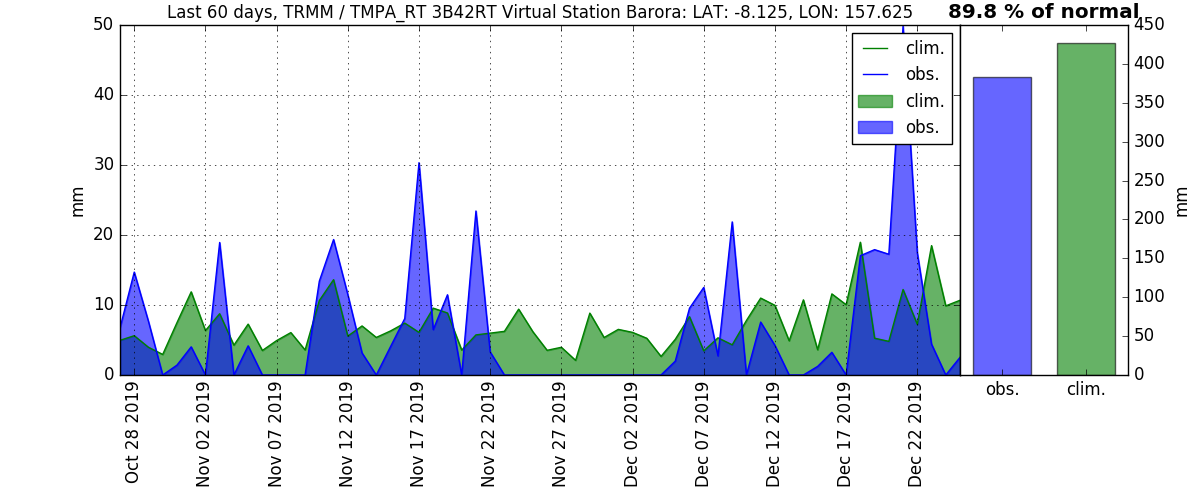 Last 60 days, TRMM / TMPA_RT 3B42RT Virtual Station Barora: LAT: -8.125, LON: 157.625
89.8 % of normal
mm
50
40
30
20
10
0
Oct 28 2019
Nov 02 2019
Nov 07 2019
Nov 12 2019
Nov 17 2019
Nov 22 2019
Nov 27 2019
Dec 02 2019
Dec 07 2019
Dec 12 2019
Dec 17 2019
Dec 22 2019
clim.
obs.
clim.
obs.
450
400
350
300
250
200
150
100
50
0
mm
obs.
clim.